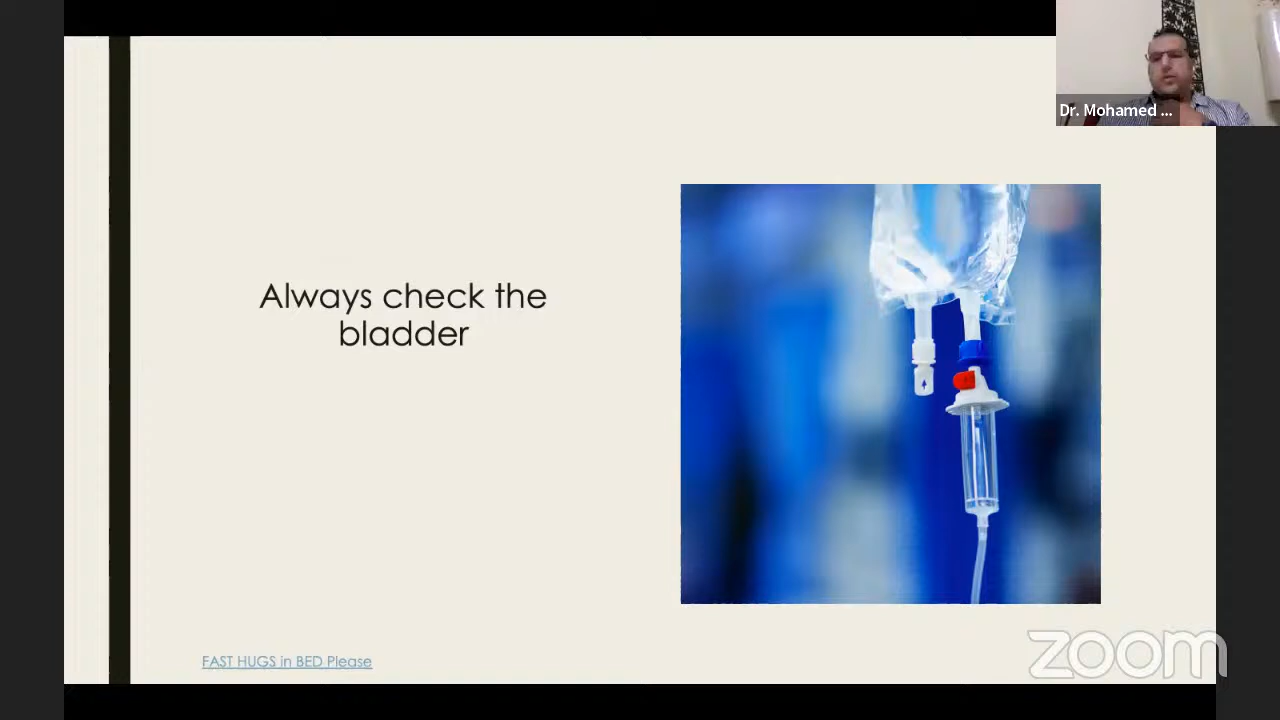 Dr. Mohamed ...
Always check the
bladder
FAST HUGS in BED Please
zoom